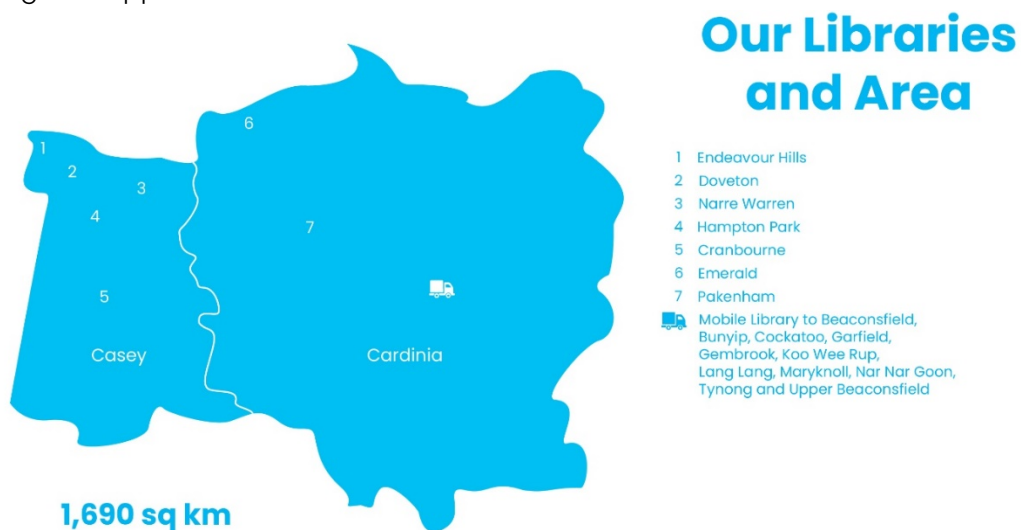 Our Libraries
and Area
1
2
3
4
5
6
7
Casey
Cardinia
1,690 sq km
1 Endeavour Hills
2 Doveton
3 Narre Warren
4 Hampton Park
5 Cranbourne
6 Emerald
7 Pakenham
Mobile Library to Beaconsfield,
Bunyip, Cockatoo, Garfield,
Gembrook, Koo Wee Rup,
Lang Lang, Maryknoll, Nar Nar Goon,
Tynong and Upper Beaconsfield